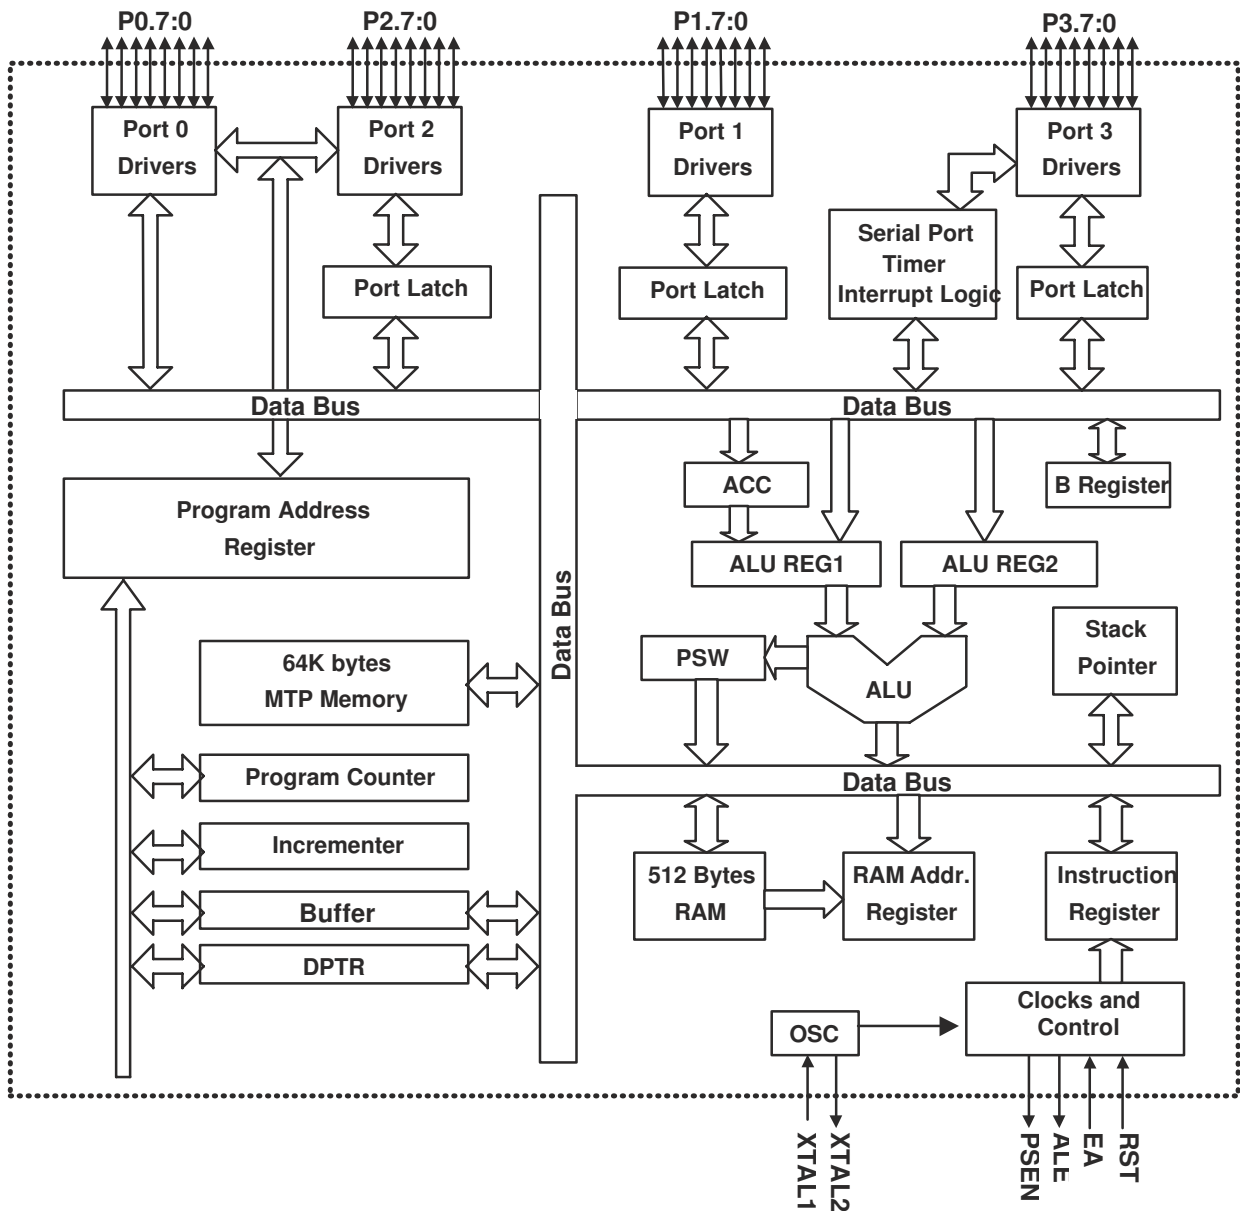 P0.7:0
P2.7:0
P1.7:0
P3.7:0
Port 0
Drivers
Port 2
Drivers
Port 1
Drivers
Port 3
Drivers
Serial Port
Timer
Interrupt Logic
Port Latch
Port Latch
Port Latch
Data Bus
Data Bus
ACC
B Register
Program Address
Register
ALU REG1
ALU REG2
Data Bus
Stack
Pointer
64K bytes
MTP Memory
PSW
ALU
Program Counter
Data Bus
Incrementer
512 Bytes
RAM
RAM Addr.
Register
Instruction
Register
Buffer
DPTR
OSC
Clocks and
Control
XTAL1
XTAL2
PSEN
ALE
EA
RST